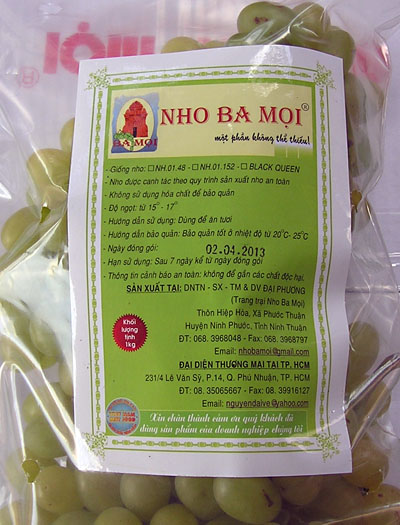 NHO BA MỌI ®
BA MỌI
một phần không thể thiếu!
- Giống nho: □NH.01.48 - □NH.01.152 - □BLACK QUEEN
- Nho được canh tác theo quy trình sản xuất nho an toàn
- Không sử dụng hóa chất để bảo quản
- Độ ngọt: từ 15° - 17°
- Hướng dẫn sử dụng: Dùng để ăn tươi
- Hướng dẫn bảo quản: Bảo quản tốt ở nhiệt độ từ 20°C- 25°C
- Ngày đóng gói: 02-04-2013
- Hạn sử dụng: Sau 7 ngày kể từ ngày đóng gói
- Thông tin cảnh báo an toàn: không để gần các chất độc hại.
SẢN XUẤT TẠI: DNTN - SX - TM & DV ĐẠI PHƯƠNG
(Trang trại Nho Ba Mọi)
Thôn Hiệp Hòa, Xã Phước Thuận
Huyện Ninh Phước, Tỉnh Ninh Thuận
ĐT: 068. 3968048 - Fax: 068. 3968797
Email: nhobamoi@gmail.com
Khối
lượng
tịnh
1kg
ĐẠI DIỆN THƯƠNG MẠI TẠI TP. HCM
231/4 Lê Văn Sỹ, P.14, Q. Phú Nhuận, TP. HCM
ĐT: 08. 35065667 - Fax: 08. 39916127
Email: nguyendaive@yahoo.com
Xin chân thành cảm ơn quý khách đã
dùng sản phẩm của doanh nghiệp chúng tôi